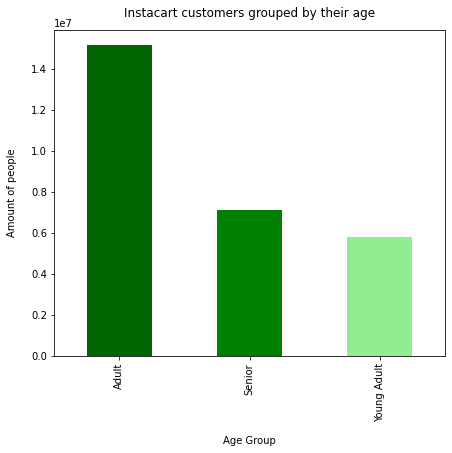 Instacart customers grouped by their age
1e7
1.4
1.2
1.0
0.8
0.6
0.4
0.2
0.0
Amount of people
Adult
Senior
Young Adult
Age Group